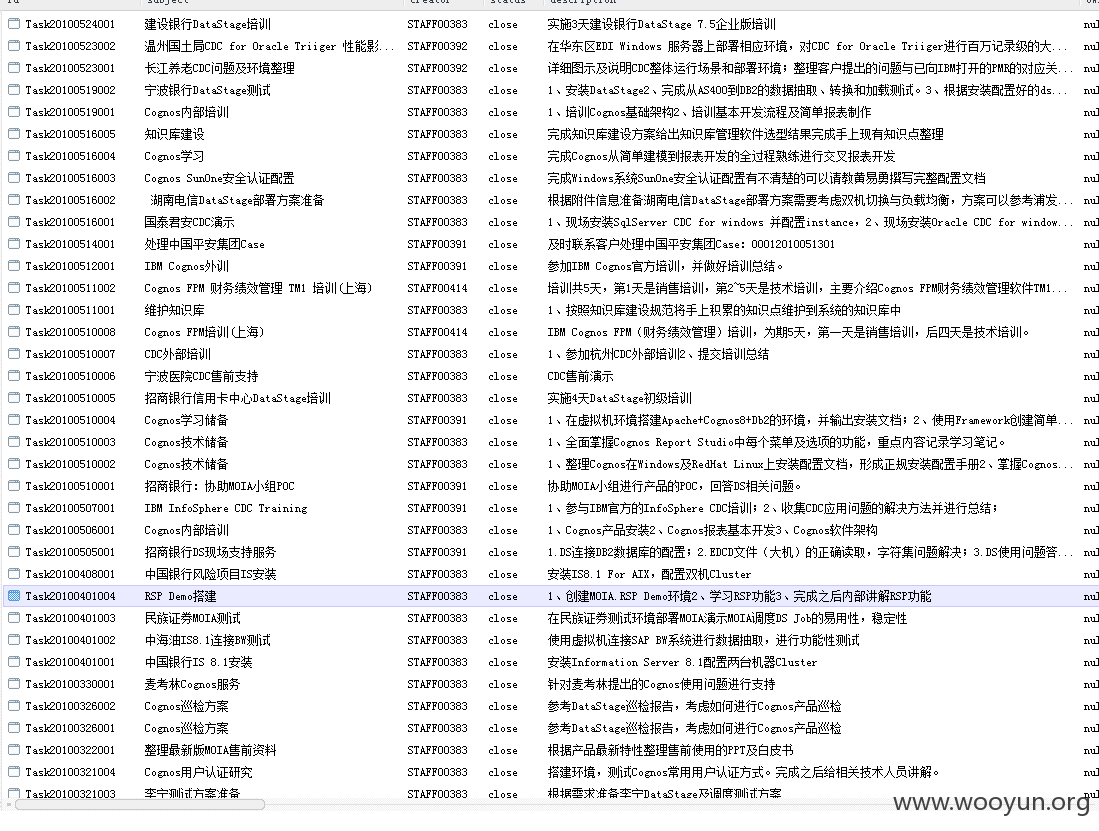 id subject creator status description
Task20100524001 建设银行DataStage培训 STAFF00383 close 实施3天建设银行DataStage 7.5企业版培训 nul
Task20100523002 温州国土局CDC for Oracle Triiger 性能影... STAFF00392 close 在华东区EDI Windows 服务器上部署相应环境，对CDC for Oracle Triiger进行百万记录级的大... nul
Task20100523001 长江养老CDC问题及环境整理 STAFF00392 close 详细图示及说明CDC整体运行场景和部署环境；整理客户提出的问题与已向IBM打开的PMR的对应关... nul
Task20100519002 宁波银行DataStage测试 STAFF00383 close 1、安装DataStage2、完成从AS400到DB2的数据抽取、转换和加载测试。3、根据安装配置好的ds... nul
Task20100519001 Cognos内部培训 STAFF00383 close 1、培训Cognos基础架构2、培训基本开发流程及简单报表制作 nul
Task20100516005 知识库建设 STAFF00383 close 完成知识库建设方案给出知识库管理软件选型结果完成手上现有知识点整理 nul
Task20100516004 Cognos学习 STAFF00383 close 完成Cognos从简单建模到报表开发的全过程熟练进行交叉报表开发 nul
Task20100516003 Cognos SunOne安全认证配置 STAFF00383 close 完成Windows系统SunOne安全认证配置有不清楚的可以请教黄易勇撰写完整配置文档 nul
Task20100516002 湖南电信DataStage部署方案准备 STAFF00383 close 根据附件信息准备湖南电信DataStage部署方案需要考虑双机切换与负载均衡，方案可以参考浦发... nul
Task20100516001 国泰君安CDC演示 STAFF00383 close 1、现场安装SqlServer CDC for windows 并配置instance，2、现场安装Oracle CDC for window... nul
Task20100514001 处理中国平安集团Case STAFF00391 close 及时联系客户处理中国平安集团Case：00012010051301 nul
Task20100512001 IBM Cognos外训 STAFF00391 close 参加IBM Cognos官方培训，并做好培训总结。 nul
Task20100511002 Cognos FPM 财务绩效管理 TM1 培训(上海) STAFF00414 close 培训共5天，第1天是销售培训，第2~5天是技术培训，主要介绍Cognos FPM财务绩效管理软件TM1... nul
Task20100511001 维护知识库 STAFF00383 close 1、按照知识库建设规范将手上积累的知识点维护到系统的知识库中 nul
Task20100510008 Cognos FPM培训(上海) STAFF00414 close IBM Cognos FPM（财务绩效管理）培训，为期5天，第一天是销售培训，后四天是技术培训。 nul
Task20100510007 CDC外部培训 STAFF00383 close 1、参加杭州CDC外部培训2、提交培训总结 nul
Task20100510006 宁波医院CDC售前支持 STAFF00383 close CDC售前演示 nul
Task20100510005 招商银行信用卡中心DataStage培训 STAFF00383 close 实施4天DataStage初级培训 nul
Task20100510004 Cognos学习储备 STAFF00391 close 1、在虚拟机环境搭建Apache+Cognos8+Db2的环境，并输出安装文档；2、使用Framework创建简单... nul
Task20100510003 Cognos技术储备 STAFF00383 close 1、全面掌握Cognos Report Studio中每个菜单及选项的功能，重点内容记录学习笔记。 nul
Task20100510002 Cognos技术储备 STAFF00383 close 1、整理Cognos在Windows及RedHat Linux上安装配置文档，形成正规安装配置手册2、掌握Cognos... nul
Task20100510001 招商银行：协助MOIA小组POC STAFF00391 close 协助MOIA小组进行产品的POC，回答DS相关问题。 nul
Task20100507001 IBM InfoSphere CDC Training STAFF00391 close 1、参与IBM官方的InfoSphere CDC培训；2、收集CDC应用问题的解决方法并进行总结； nul
Task20100506001 Cognos内部培训 STAFF00383 close 1、Cognos产品安装2、Cognos报表基本开发3、Cognos软件架构 nul
Task20100505001 招商银行DS现场支持服务 STAFF00391 close 1.DS连接DB2数据库的配置；2.EDCD文件（大机）的正确读取，字符集问题解决；3.DS使用问题答... nul
Task20100408001 中国银行风险项目IS安装 STAFF00383 close 安装IS8.1 For AIX，配置双机Cluster nul
Task20100401004 RSP Demo搭建 STAFF00383 close 1、创建MOIA.RSP Demo环境2、学习RSP功能3、完成之后内部讲解RSP功能 nul
Task20100401003 民族证券MOIA测试 STAFF00383 close 在民族证券测试环境部署MOIA演示MOIA调度DS Job的易用性，稳定性 nul
Task20100401002 中海油IS8.1连接BW测试 STAFF00383 close 使用虚拟机连接SAP BW系统进行数据抽取，进行功能性测试 nul
Task20100401001 中国银行IS 8.1安装 STAFF00383 close 安装Information Server 8.1配置两台机器Cluster nul
Task20100330001 麦考林Cognos服务 STAFF00383 close 针对麦考林提出的Cognos使用问题进行支持 nul
Task20100326002 Cognos巡检方案 STAFF00383 close 参考DataStage巡检报告，考虑如何进行Cognos产品巡检 nul
Task20100326001 Cognos巡检方案 STAFF00383 close 参考DataStage巡检报告，考虑如何进行Cognos产品巡检 nul
Task20100322001 整理最新版MOIA售前资料 STAFF00383 close 根据产品最新特性整理售前使用的PPT及白皮书 nul
Task20100321004 Cognos用户认证研究 STAFF00383 close 搭建环境，测试Cognos常用用户认证方式。完成之后给相关技术人员讲解。 nul
Task20100321003 李宁测试方案准备 STAFF00383 close 根据需求准备李宁DataStage及调度测试方案 nul
www.wooyun.org